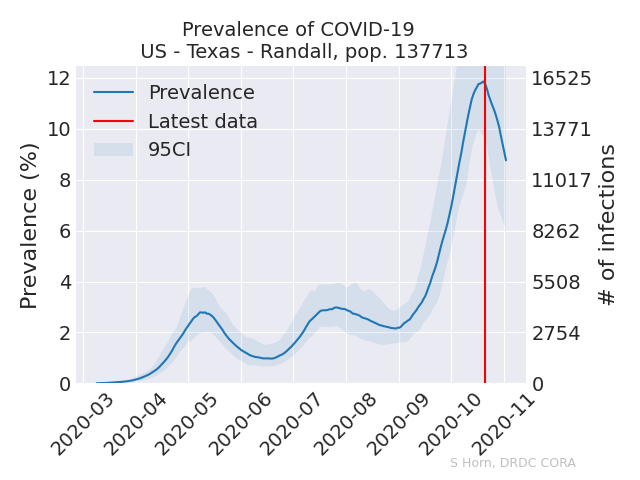 Prevalence of COVID-19
US - Texas - Randall, pop. 137713
Prevalence
Latest data
95CI
Prevalence (%)
12
10
8
6
4
2
0
16525
13771
11017
8262
5508
2754
0
# of infections
2020-03
2020-04
2020-05
2020-06
2020-07
2020-08
2020-09
2020-10
2020-11
S Horn, DRDC CORA